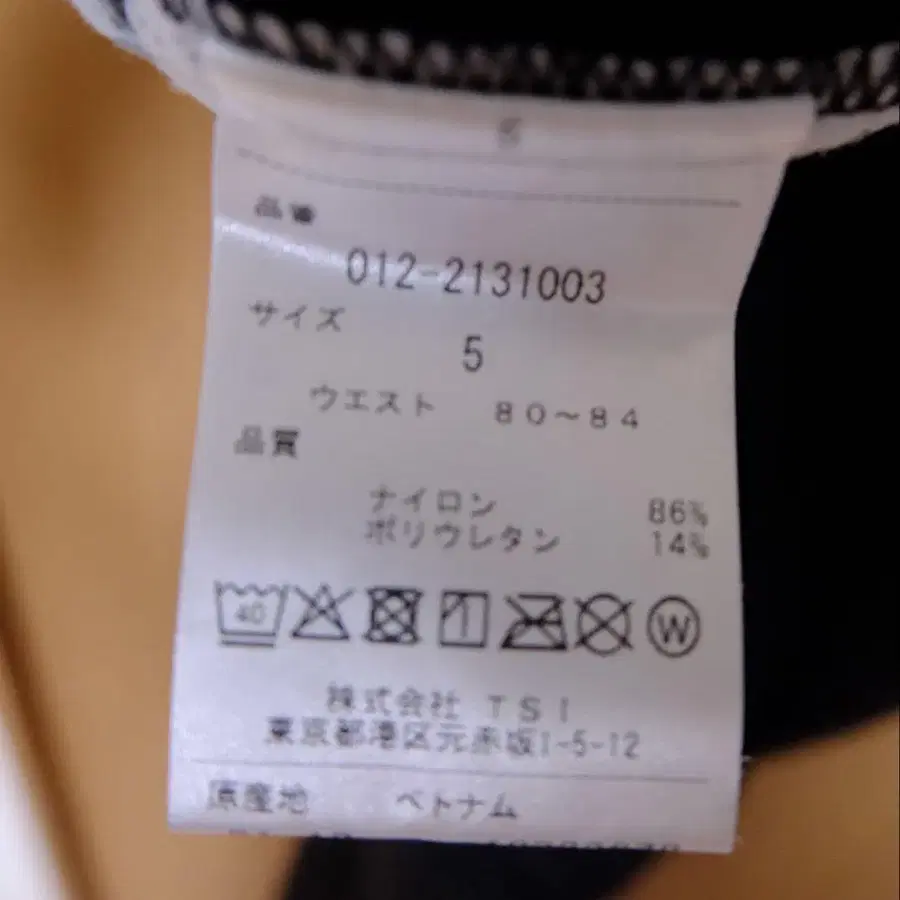 5
品番
012-2131003
サイズ
5
ウエスト 80~84
品質
ナイロン 86%
ポリウレタン 14%
40 W
株式会社 TSI
東京都港区元赤坂1-5-12
原産地 ベトナム